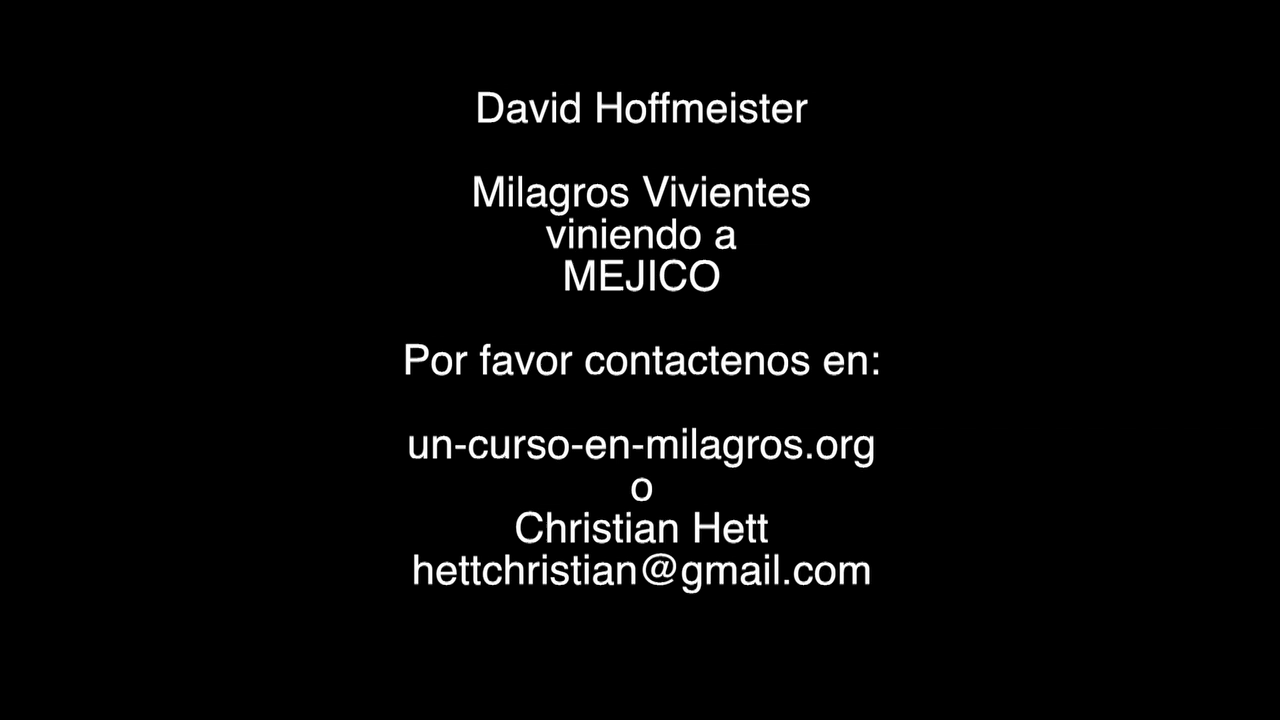 David Hoffmeister
Milagros Vivientes
viniendo a
MEJICO
Por favor contactenos en:
un-curso-en-milagros.org
o
Christian Hett
hettchristian@gmail.com